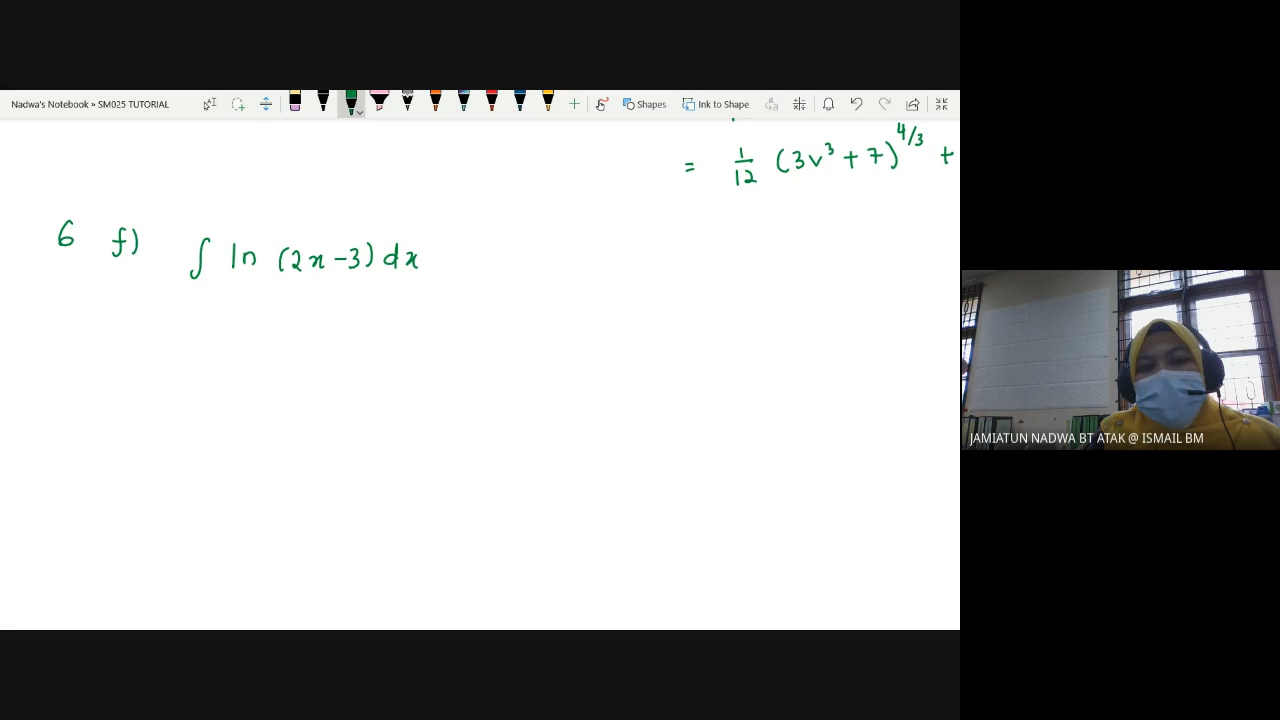 Nadwa's Notebook » SM025 TUTORIAL
Shapes
Ink to Shape
= 1/12 (3v³ + 7)^4/3 +
6 f) ∫ ln (2x-3) dx
JAMIATUN NADWA BT ATAK @ ISMAIL BM